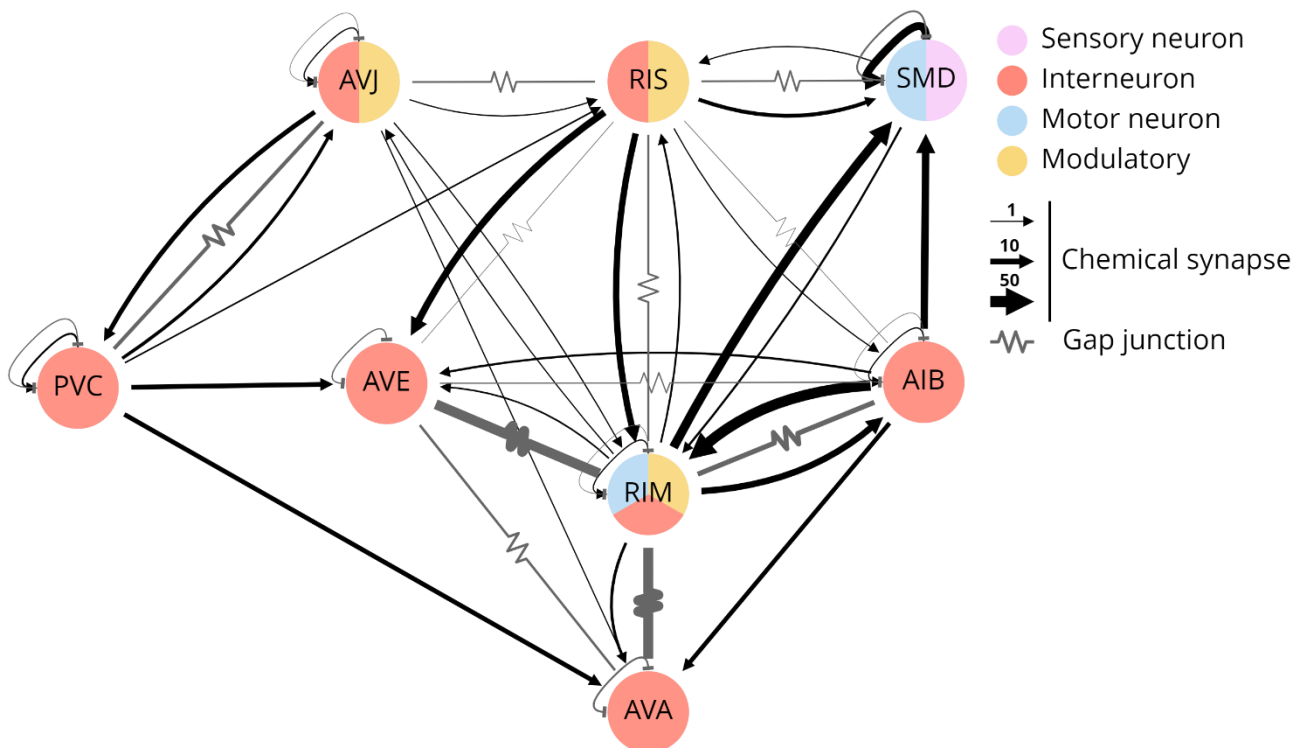 AVJ
RIS
SMD
PVC
AVE
AIB
RIM
AVA
Sensory neuron
Interneuron
Motor neuron
Modulatory
1
10
50
Chemical synapse
Gap junction